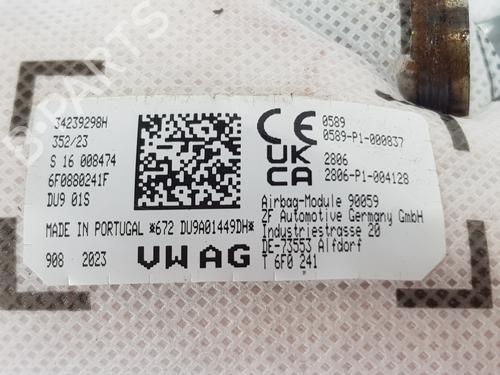 34239298H
352/23
S 16 008474
6F0880241F
DU9 01S
MADE IN PORTUGAL *672 DU9A01449DH*
908 2023
VW AG
CE
0589
0589-P1-000837
UK
CA
2806
2806-P1-004128
Airbag-Module 90059
ZF Automotive Germany GmbH
Industriestrasse 20
DE-73553 Alfdorf
T 6F0 241
B-PARTS